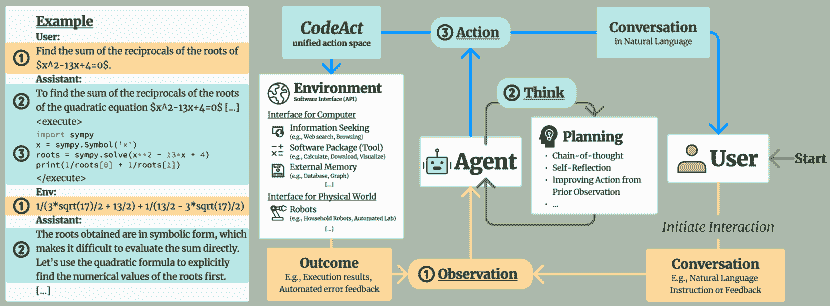 Example
User:
① Find the sum of the reciprocals of the roots of
$x^2-13x+4=0$.
Assistant:
② To find the sum of the reciprocals of the roots
of the quadratic equation $x^2-13x+4=0$ [...]
<execute>
import sympy
x = sympy.Symbol('x')
③ roots = sympy.solve(x**2 - 13*x + 4)
print(1/roots[0] + 1/roots[1])
</execute>
Env:
① 1/(3*sqrt(17)/2 + 13/2) + 1/(13/2 - 3*sqrt(17)/2)
Assistant:
② The roots obtained are in symbolic form, which
makes it difficult to evaluate the sum directly.
Let's use the quadratic formula to explicitly
find the numerical values of the roots first.
[...]
CodeAct
unified action space
③ Action
Conversation
in Natural Language
Environment
Software Interface (API)
Interface for Computer
Information Seeking
(e.g., Web search, Browsing)
Software Package (Tool)
(e.g., Calculate, Download, Visualize)
External Memory
(e.g., Database, Graph)
[...]
Interface for Physical World
Robots
(e.g., Household Robots, Automated Lab)
[...]
② Think
Agent
Planning
· Chain-of-thought
· Self-Reflection
· Improving Action from
Prior Observation
· ...
User
Start
Initiate Interaction
Outcome
E.g., Execution results,
Automated error feedback
① Observation
Conversation
E.g., Natural Language
Instruction or Feedback